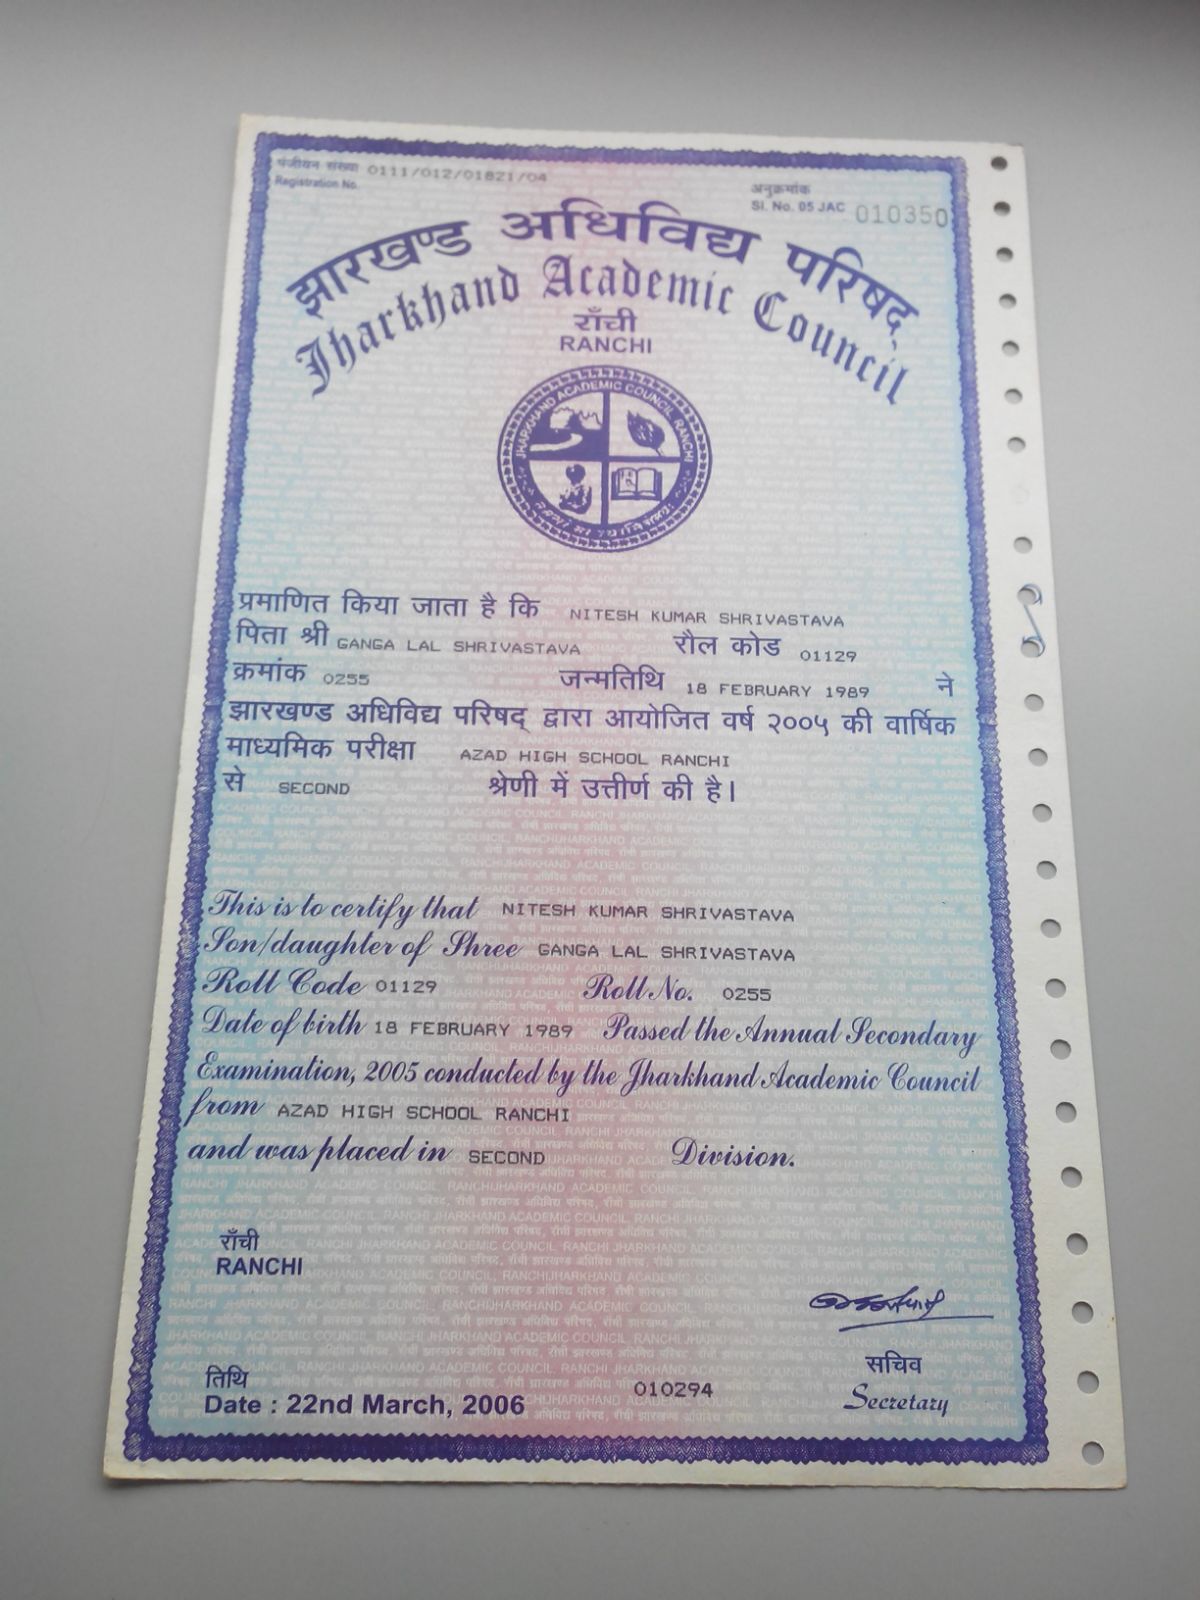 पंजीयन संख्या 0111/012/01821/04
Registration No.
अनुक्रमांक
Sl. No. 05 JAC 010350
झारखण्ड अधिविद्य परिषद्
Jharkhand Academic Council
राँची
RANCHI
JHARKHAND ACADEMIC COUNCIL, RANCHI
प्रमाणित किया जाता है कि NITESH KUMAR SHRIVASTAVA
पिता श्री GANGA LAL SHRIVASTAVA रौल कोड 01129
क्रमांक 0255 जन्मतिथि 18 FEBRUARY 1989 ने
झारखण्ड अधिविद्य परिषद् द्वारा आयोजित वर्ष २००५ की वार्षिक
माध्यमिक परीक्षा AZAD HIGH SCHOOL RANCHI
से SECOND श्रेणी में उत्तीर्ण की है।
This is to certify that NITESH KUMAR SHRIVASTAVA
Son/daughter of Shree GANGA LAL SHRIVASTAVA
Roll Code 01129 Roll No. 0255
Date of birth 18 FEBRUARY 1989 Passed the Annual Secondary
Examination, 2005 conducted by the Jharkhand Academic Council
from AZAD HIGH SCHOOL RANCHI
and was placed in SECOND Division.
राँची
RANCHI
तिथि
Date : 22nd March, 2006
010294
सचिव
Secretary